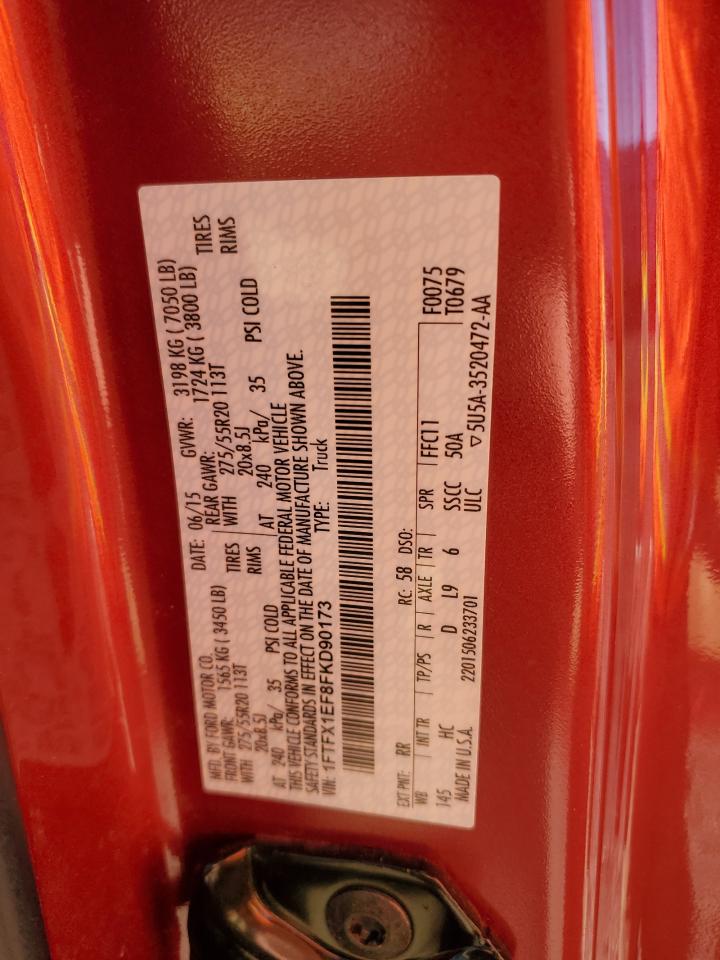 MFD. BY FORD MOTOR CO.
DATE: 06/15 GVWR: 3198 KG ( 7050 LB)
FRONT GAWR: 1565 KG ( 3450 LB) REAR GAWR: 1724 KG ( 3800 LB)
WITH 275/55R20 113T TIRES WITH 275/55R20 113T TIRES
20x8.5J RIMS 20x8.5J RIMS
AT 240 kPa/ 35 PSI COLD AT 240 kPa/ 35 PSI COLD
THIS VEHICLE CONFORMS TO ALL APPLICABLE FEDERAL MOTOR VEHICLE
SAFETY STANDARDS IN EFFECT ON THE DATE OF MANUFACTURE SHOWN ABOVE.
VIN: 1FTFX1EF8FKD90173 TYPE: Truck
EXT PNT: RR RC: 58 DSO: F0075
WB INT TR TP/PS R AXLE TR SPR FFC11 T0679
145 HC D L9 6 SSCC 50A
MADE IN U.S.A. 2201506233701 ULC ▽5U5A-3520472-AA